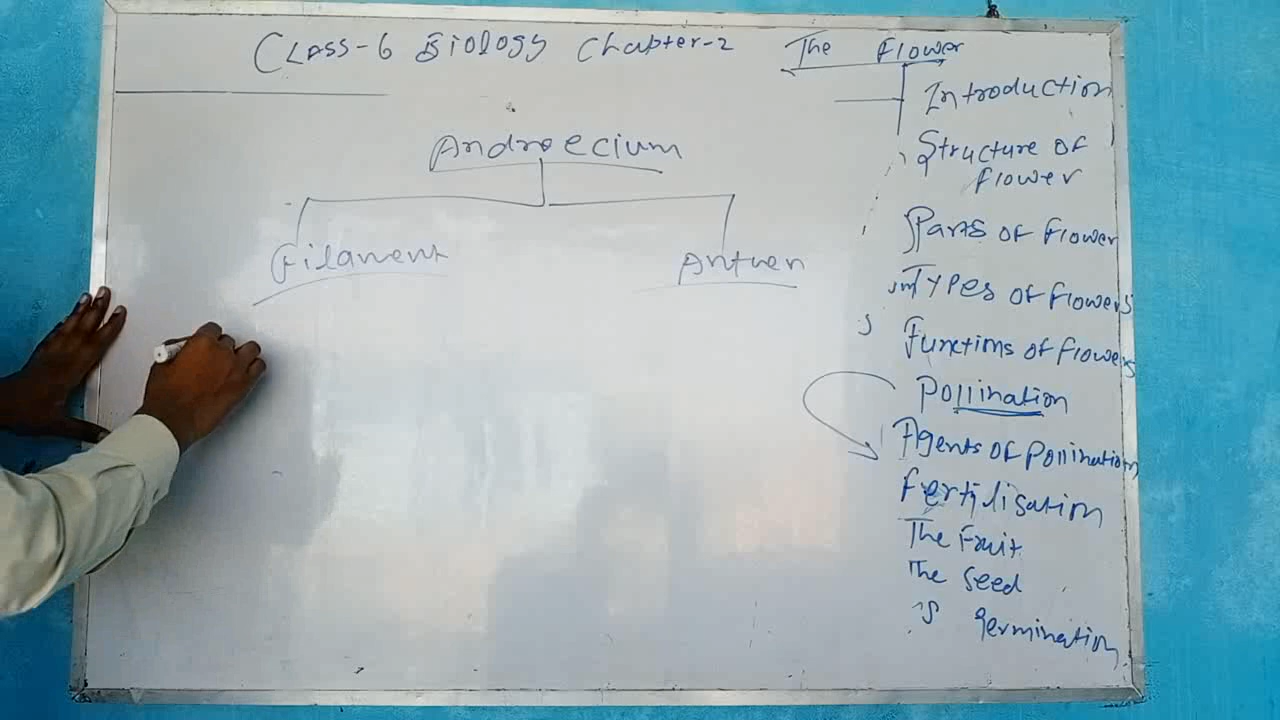 CLASS-6 Biology Chapter-2 The Flower
Androecium
Filament
Anther
Introduction
Structure of
flower
Parts of flower
Types of flowers
Functions of flowers
Pollination
Agents of pollination
fertilisation
The Fruit
The seed
germination